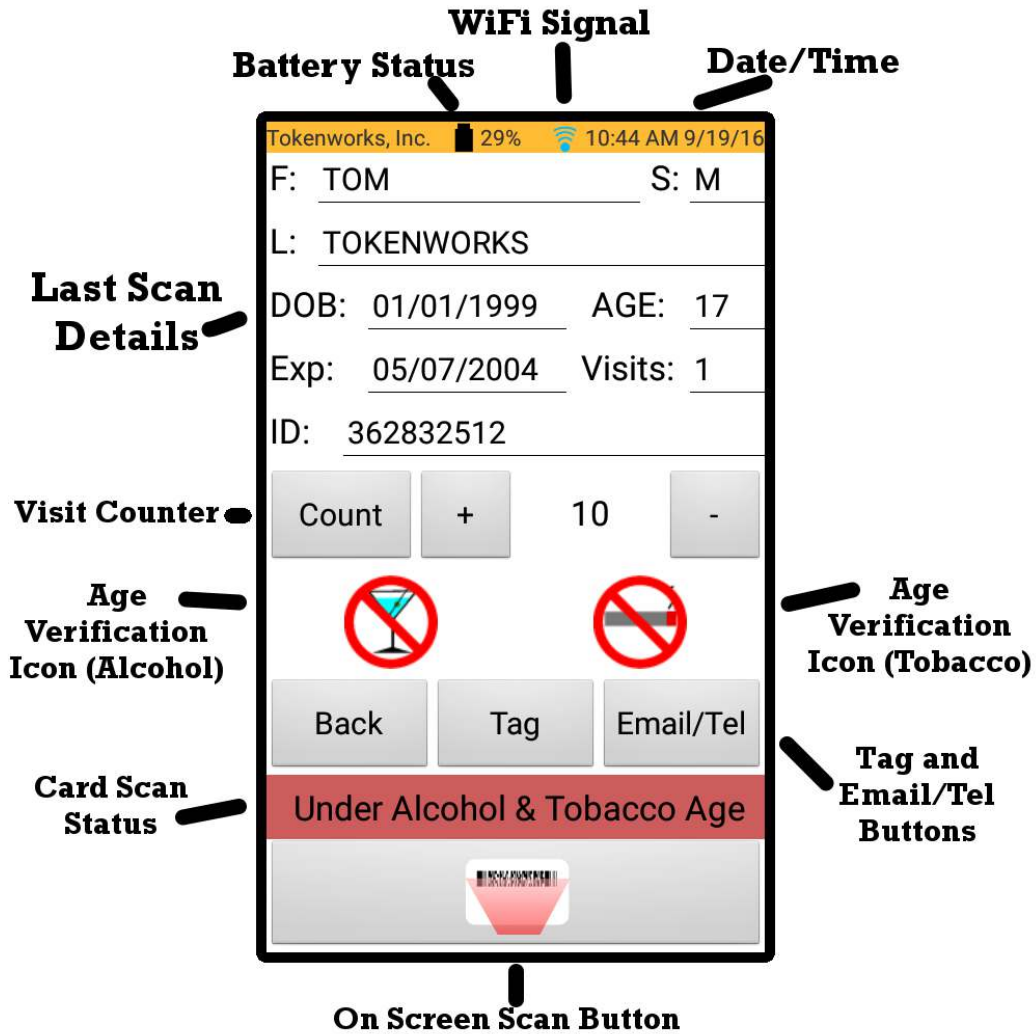 WiFi Signal
Battery Status
Date/Time
Tokenworks, Inc. 29% 10:44 AM 9/19/16
F: TOM S: M
L: TOKENWORKS
Last Scan
Details
DOB: 01/01/1999 AGE: 17
Exp: 05/07/2004 Visits: 1
ID: 362832512
Visit Counter
Count + 10 -
Age
Verification
Icon (Alcohol)
Age
Verification
Icon (Tobacco)
Back Tag Email/Tel
Tag and
Email/Tel
Buttons
Card Scan
Status
Under Alcohol & Tobacco Age
On Screen Scan Button